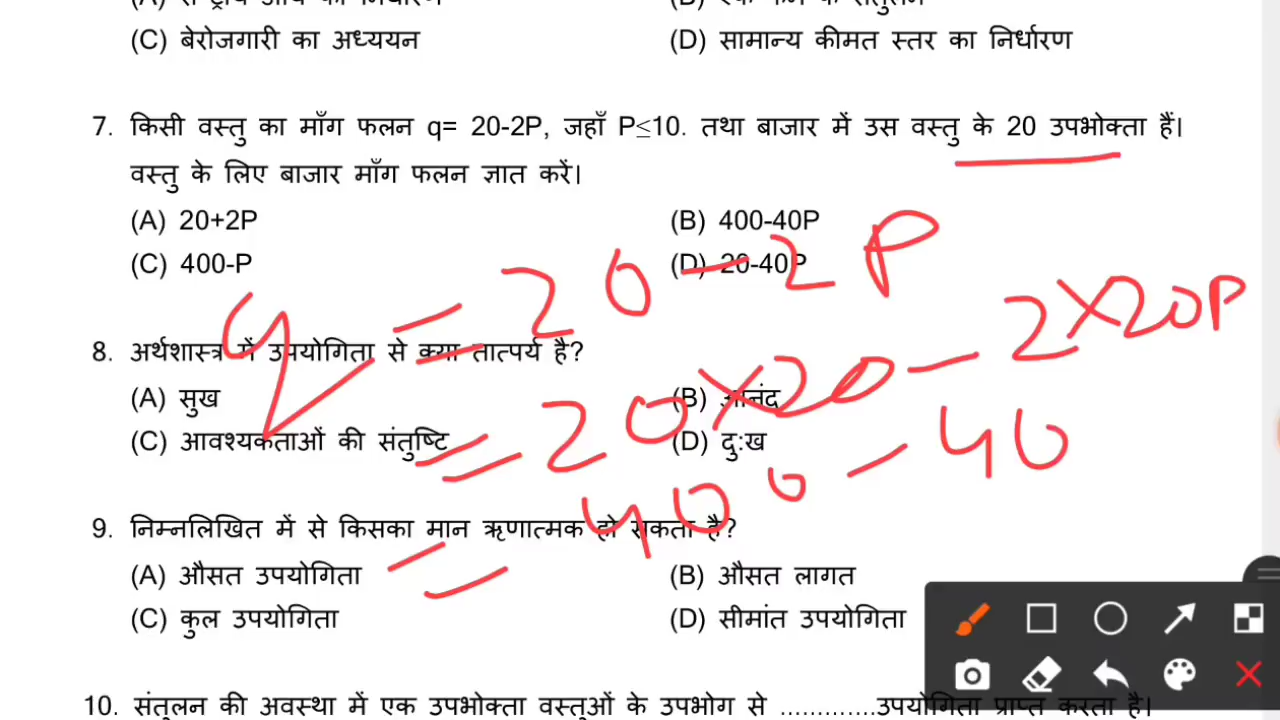 (C) बेरोजगारी का अध्ययन (D) सामान्य कीमत स्तर का निर्धारण
7. किसी वस्तु का माँग फलन q= 20-2P, जहाँ P≤10. तथा बाजार में उस वस्तु के 20 उपभोक्ता हैं।
वस्तु के लिए बाजार माँग फलन ज्ञात करें।
(A) 20+2P (B) 400-40P
(C) 400-P (D) 20-40P
q = 20 - 2P
8. अर्थशास्त्र में उपयोगिता से क्या तात्पर्य है?
= 20×20 - 2×20P
(A) सुख (B) आनंद
(C) आवश्यकताओं की संतुष्टि (D) दुःख
= 400 - 40
9. निम्नलिखित में से किसका मान ऋणात्मक हो सकता है?
(A) औसत उपयोगिता (B) औसत लागत
(C) कुल उपयोगिता (D) सीमांत उपयोगिता
10. संतुलन की अवस्था में एक उपभोक्ता वस्तुओं के उपभोग से .............उपयोगिता प्राप्त करता है।